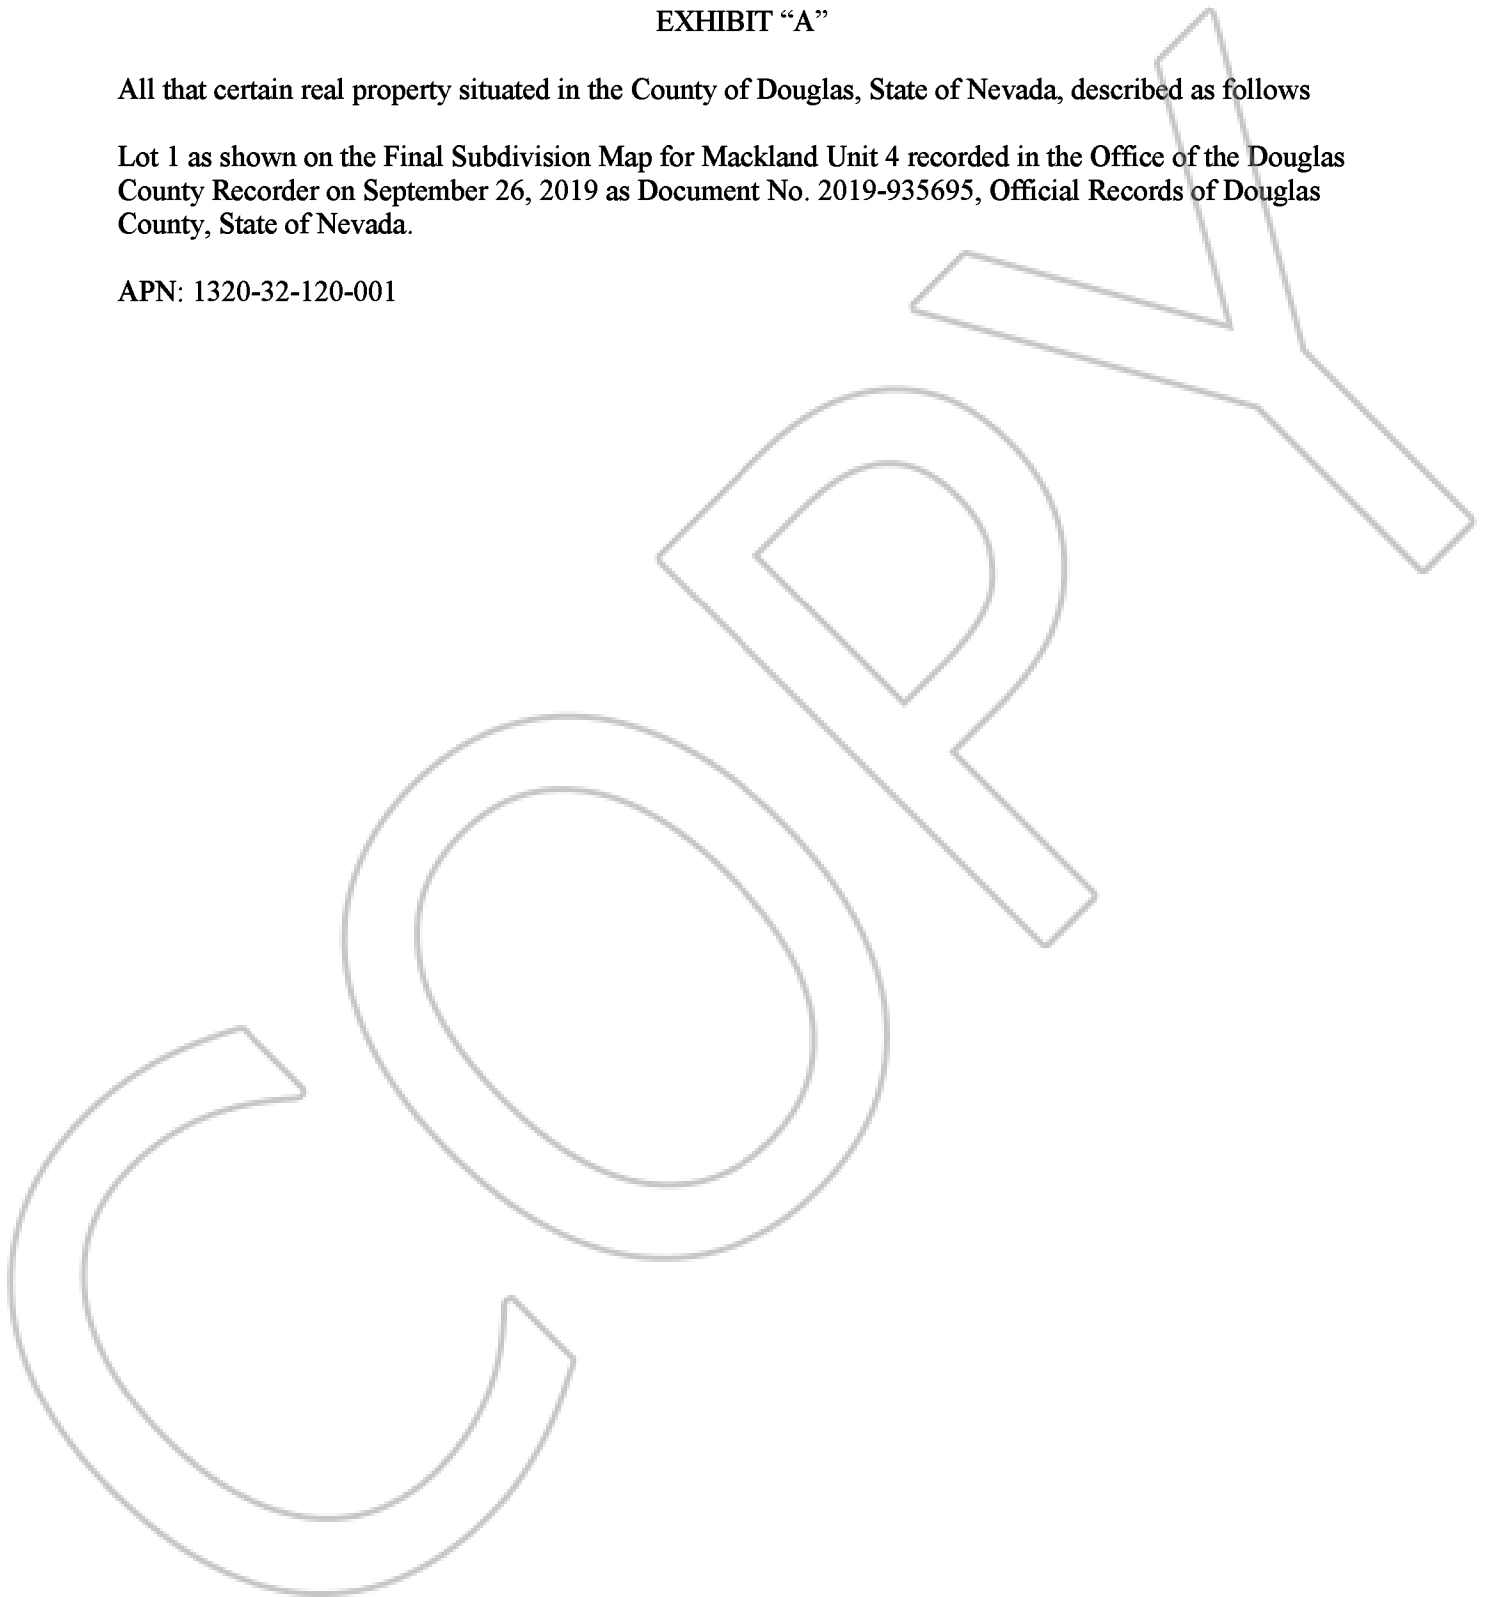 EXHIBIT “A”
All that certain real property situated in the County of Douglas, State of Nevada, described as follows
Lot 1 as shown on the Final Subdivision Map for Mackland Unit 4 recorded in the Office of the Douglas
County Recorder on September 26, 2019 as Document No. 2019-935695, Official Records of Douglas
County, State of Nevada.
APN: 1320-32-120-001
COPY